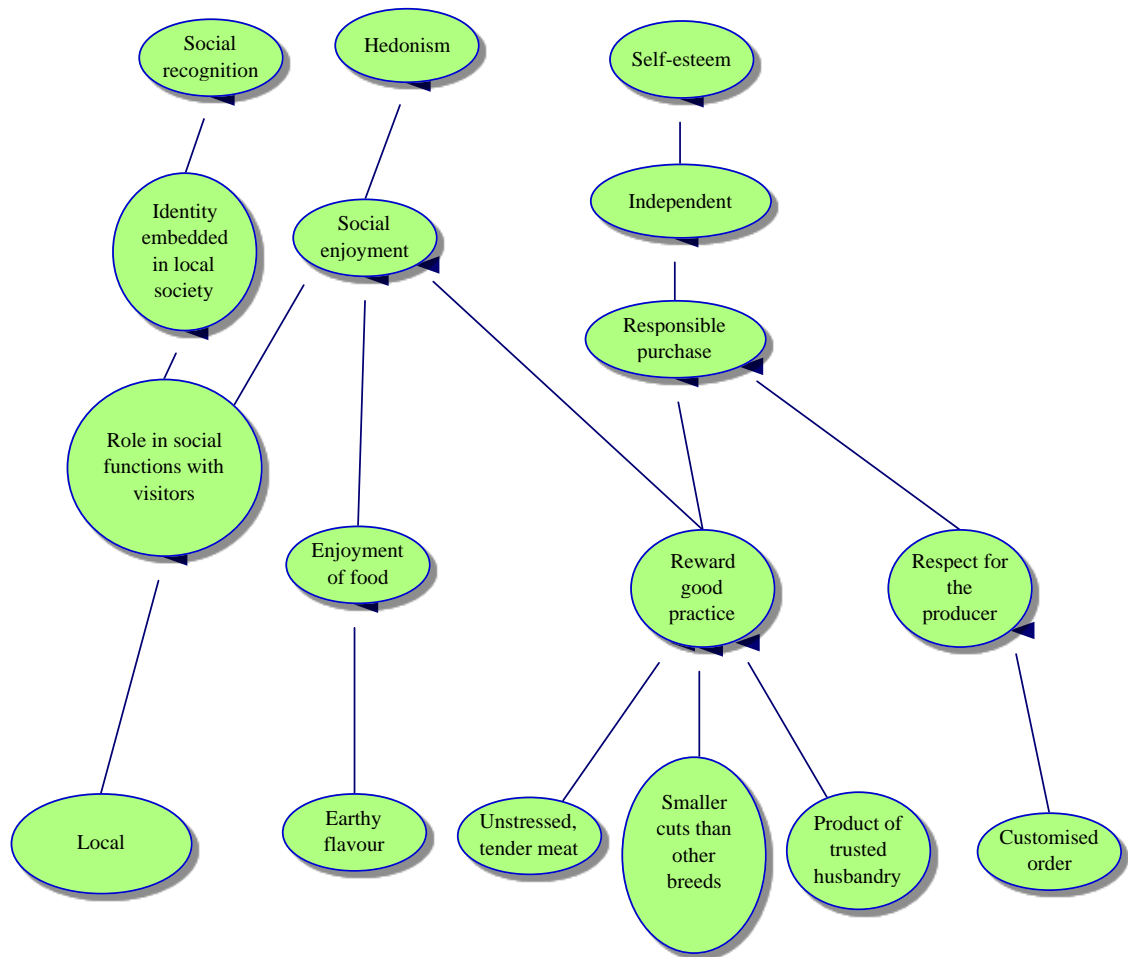 Social
recognition
Hedonism
Self-esteem
Identity
embedded
in local
society
Social
enjoyment
Independent
Responsible
purchase
Role in social
functions with
visitors
Enjoyment
of food
Reward
good
practice
Respect for
the
producer
Local
Earthy
flavour
Unstressed,
tender meat
Smaller
cuts than
other
breeds
Product of
trusted
husbandry
Customised
order